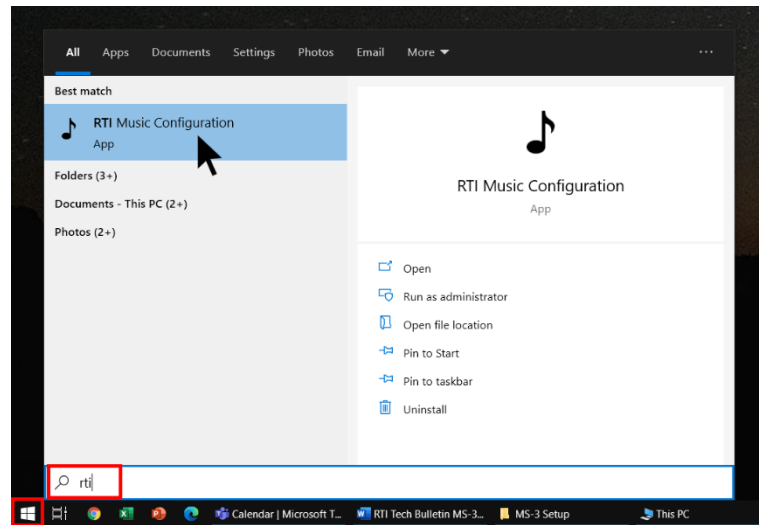 All Apps Documents Settings Photos Email More
Best match
RTI Music Configuration
App
Folders (3+)
Documents - This PC (2+)
Photos (2+)
RTI Music Configuration
App
Open
Run as administrator
Open file location
Pin to Start
Pin to taskbar
Uninstall
rti
Calendar | Microsoft T... RTI Tech Bulletin MS-3... MS-3 Setup This PC